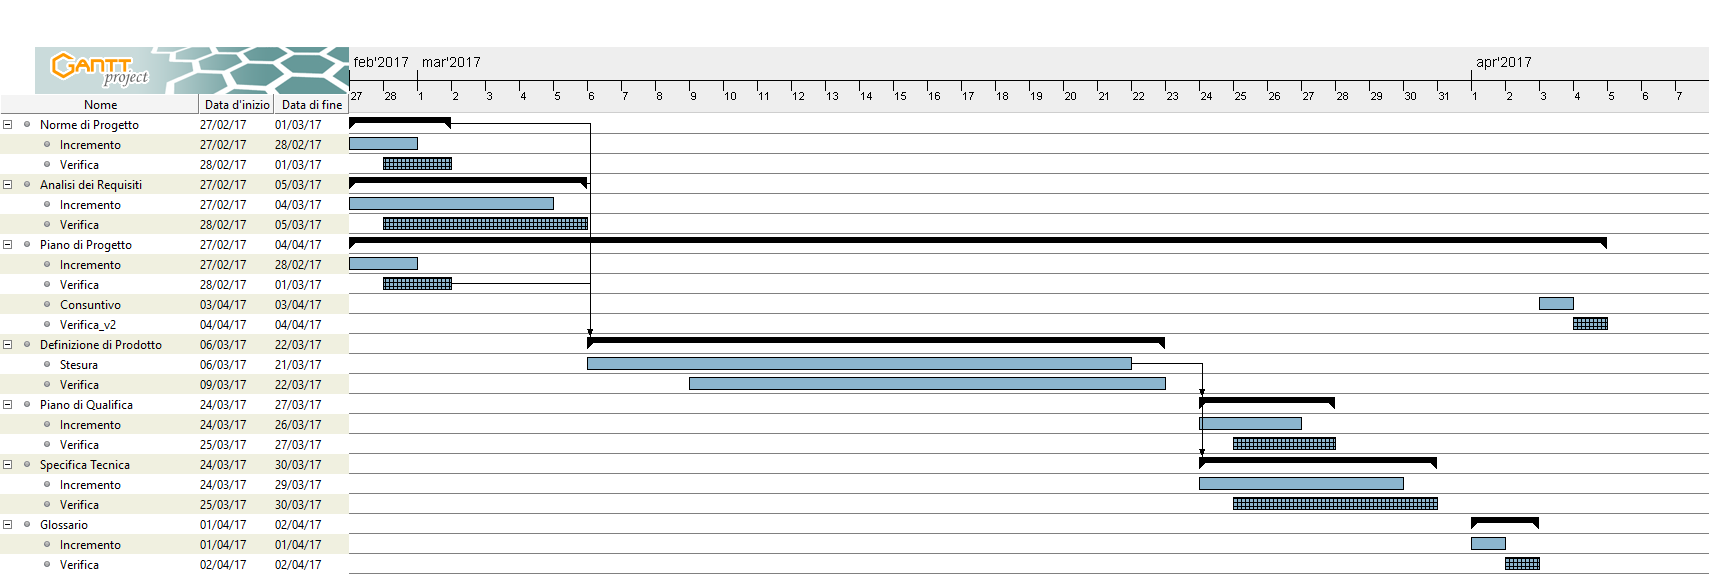 GANTT
project
feb'2017 mar'2017 apr'2017
Nome Data d'inizio Data di fine 27 28 1 2 3 4 5 6 7 8 9 10 11 12 13 14 15 16 17 18 19 20 21 22 23 24 25 26 27 28 29 30 31 1 2 3 4 5 6 7
Norme di Progetto 27/02/17 01/03/17
Incremento 27/02/17 28/02/17
Verifica 28/02/17 01/03/17
Analisi dei Requisiti 27/02/17 05/03/17
Incremento 27/02/17 04/03/17
Verifica 28/02/17 05/03/17
Piano di Progetto 27/02/17 04/04/17
Incremento 27/02/17 28/02/17
Verifica 28/02/17 01/03/17
Consuntivo 03/04/17 03/04/17
Verifica_v2 04/04/17 04/04/17
Definizione di Prodotto 06/03/17 22/03/17
Stesura 06/03/17 21/03/17
Verifica 09/03/17 22/03/17
Piano di Qualifica 24/03/17 27/03/17
Incremento 24/03/17 26/03/17
Verifica 25/03/17 27/03/17
Specifica Tecnica 24/03/17 30/03/17
Incremento 24/03/17 29/03/17
Verifica 25/03/17 30/03/17
Glossario 01/04/17 02/04/17
Incremento 01/04/17 01/04/17
Verifica 02/04/17 02/04/17